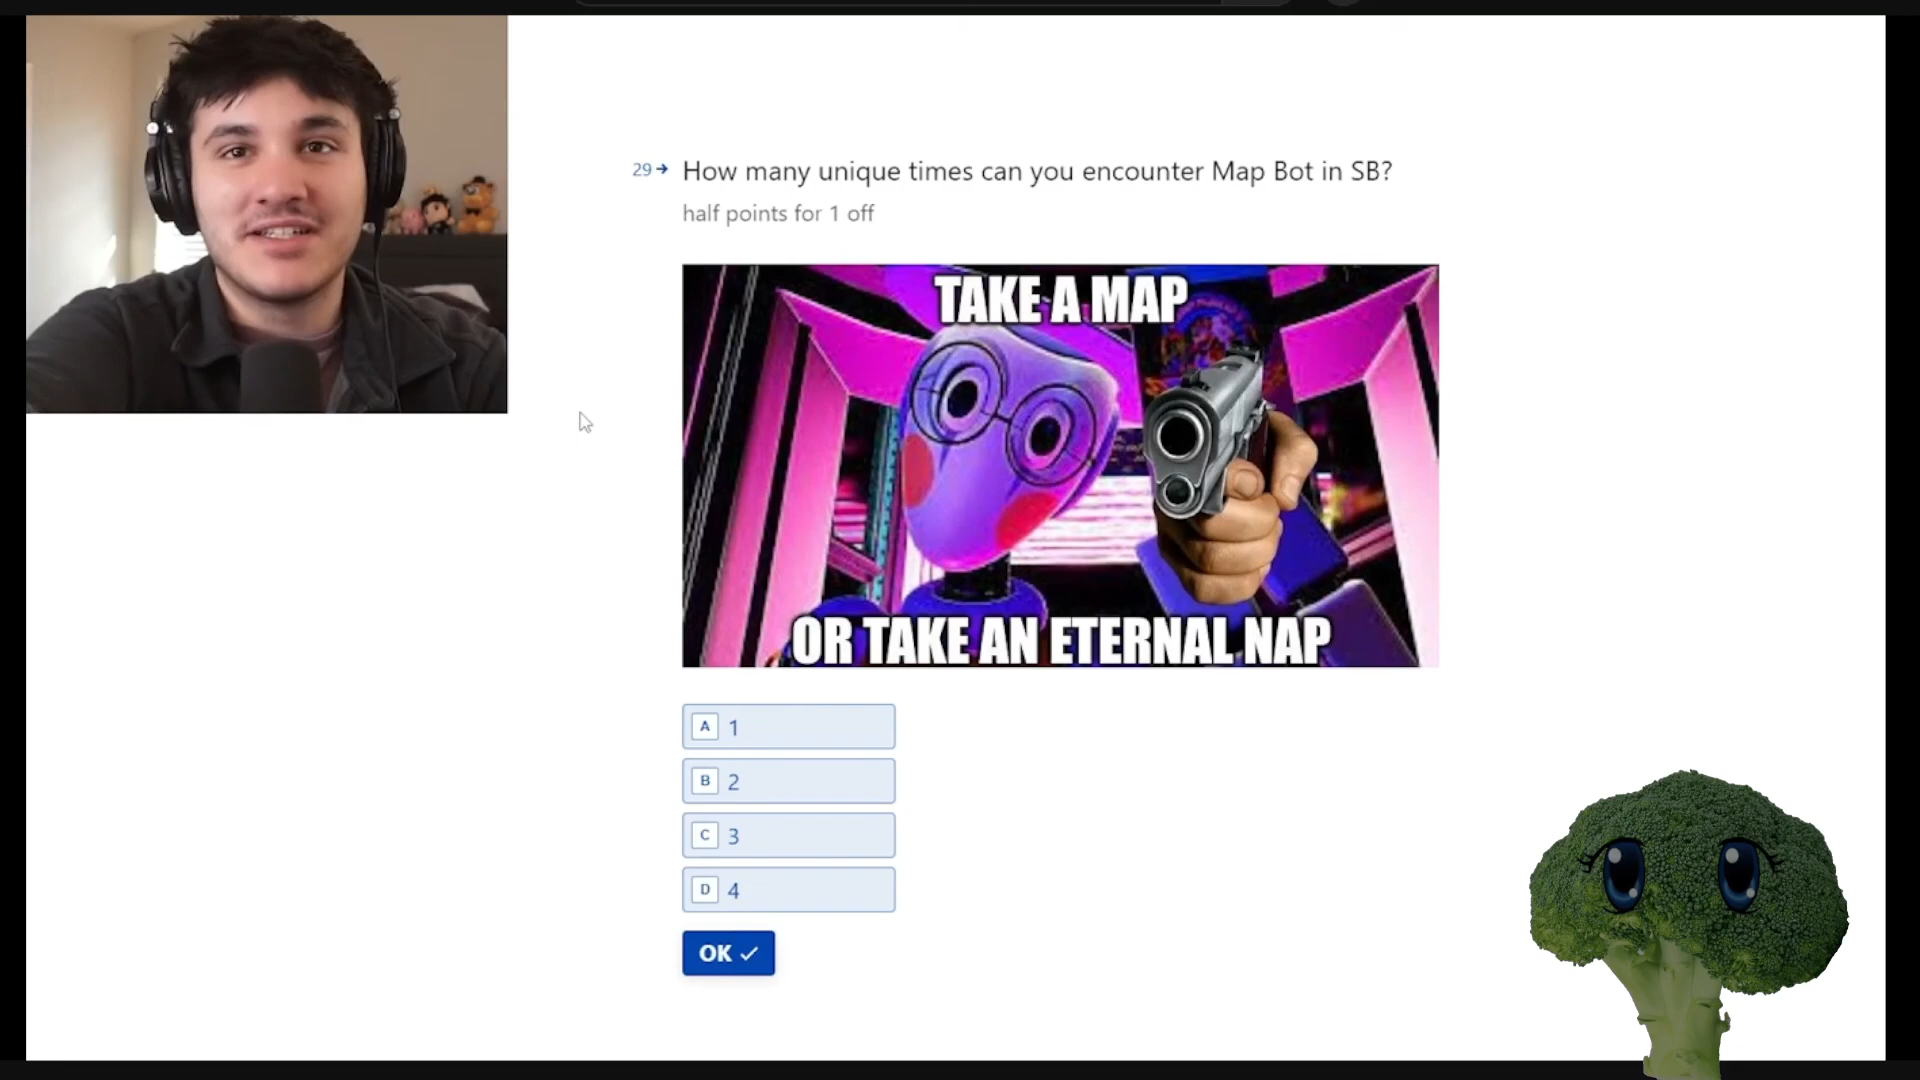 29→ How many unique times can you encounter Map Bot in SB?
half points for 1 off
TAKE A MAP
OR TAKE AN ETERNAL NAP
A 1
B 2
C 3
D 4
OK ✓